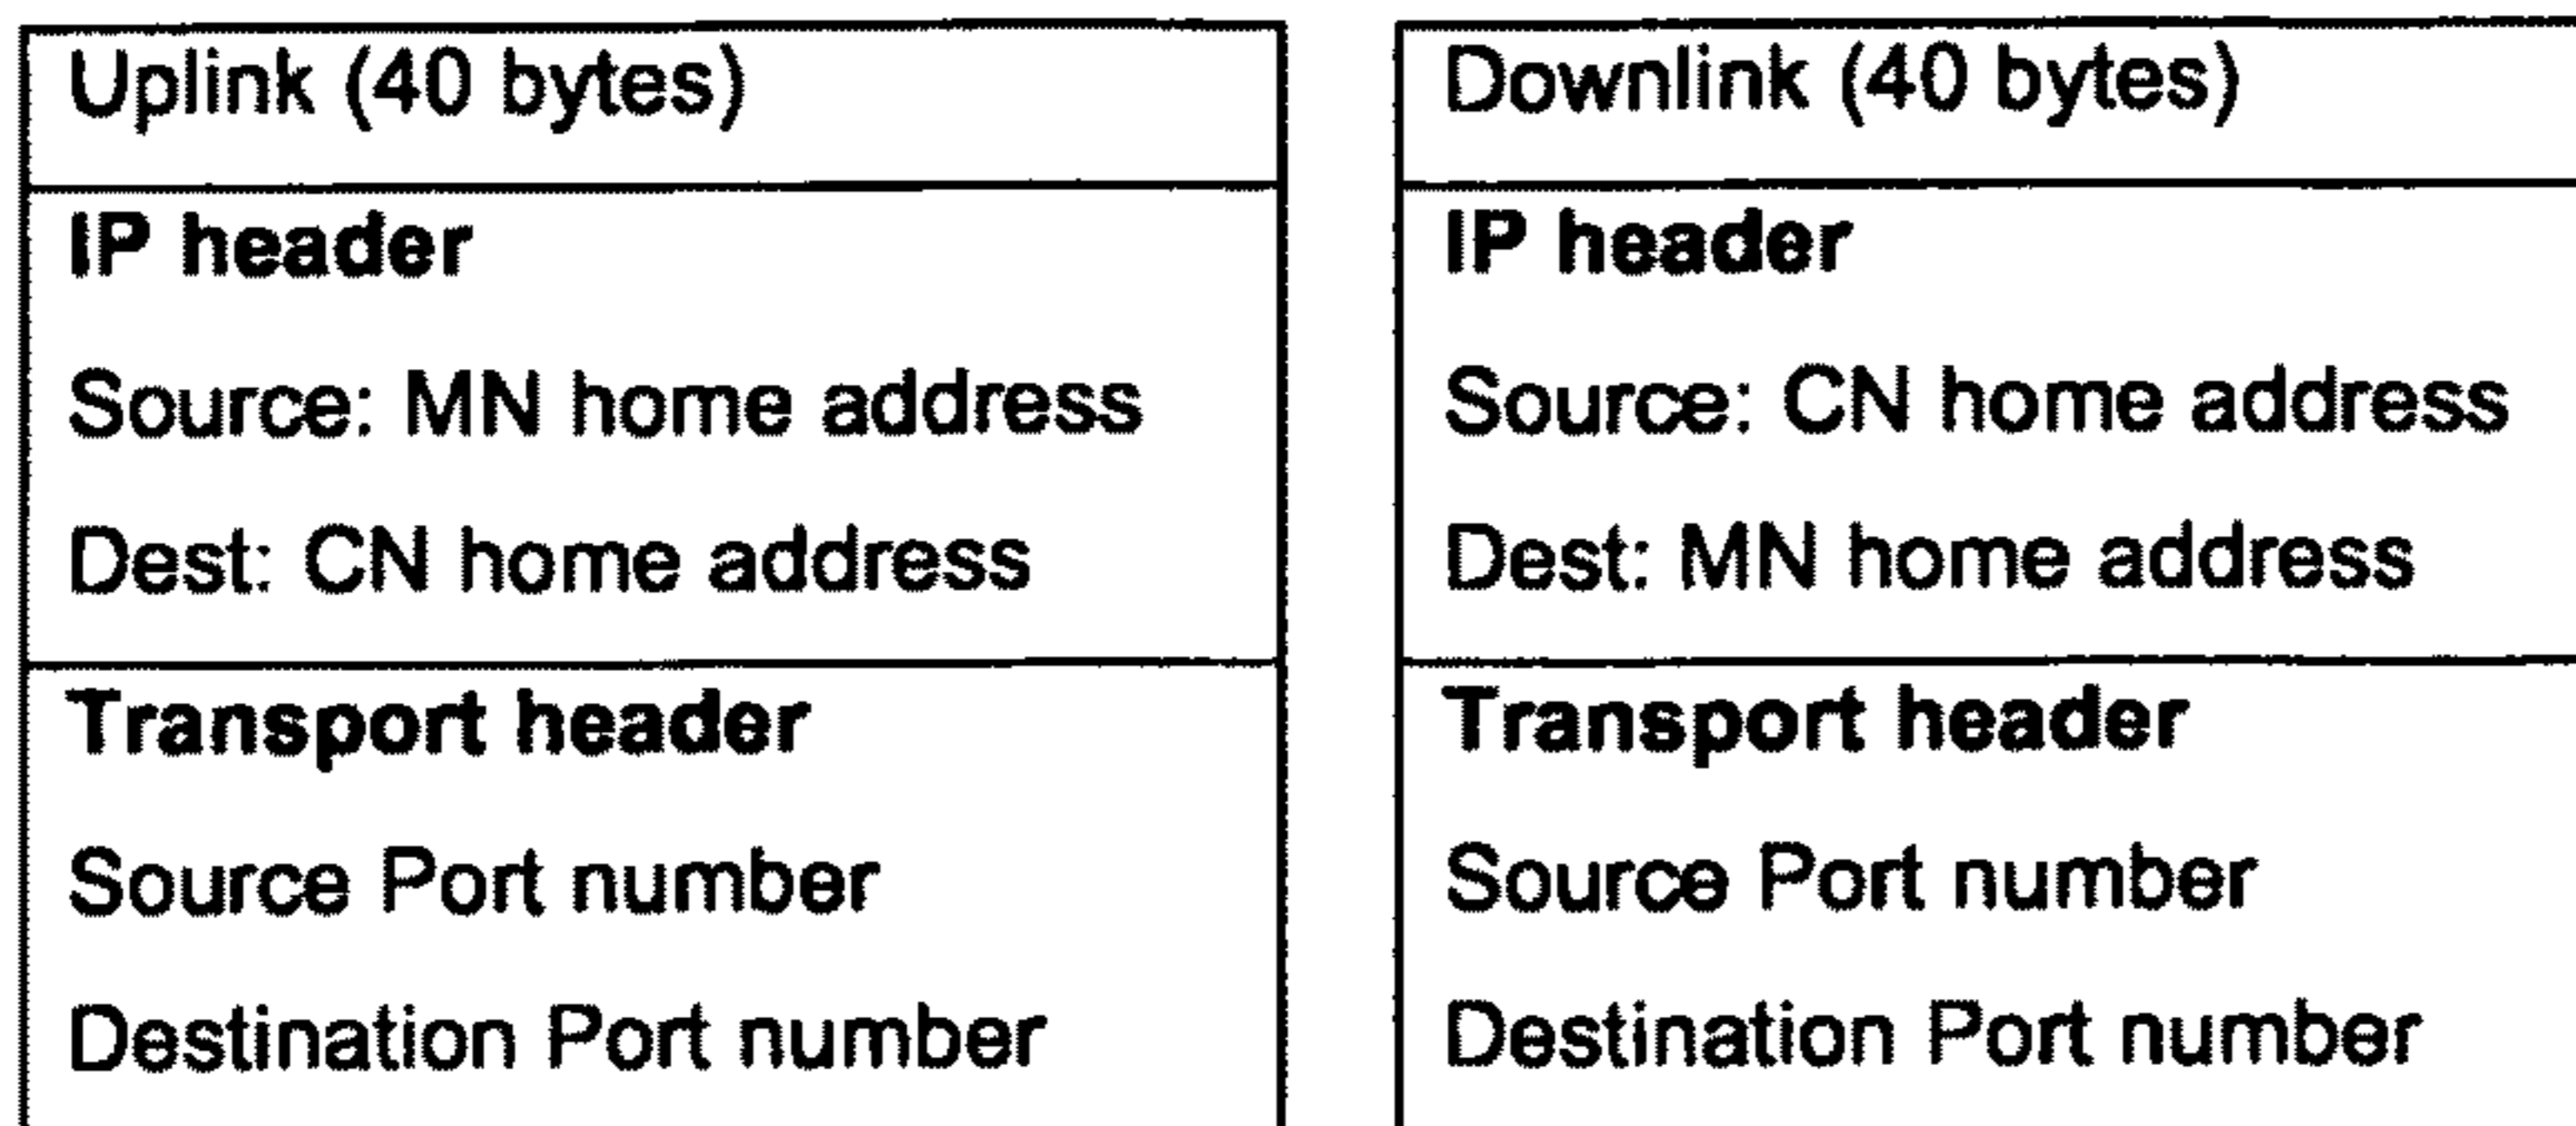 Uplink (40 bytes)
IP header
Source: MN home address
Dest: CN home address
Transport header
Source Port number
Destination Port number
Downlink (40 bytes)
IP header
Source: CN home address
Dest: MN home address
Transport header
Source Port number
Destination Port number